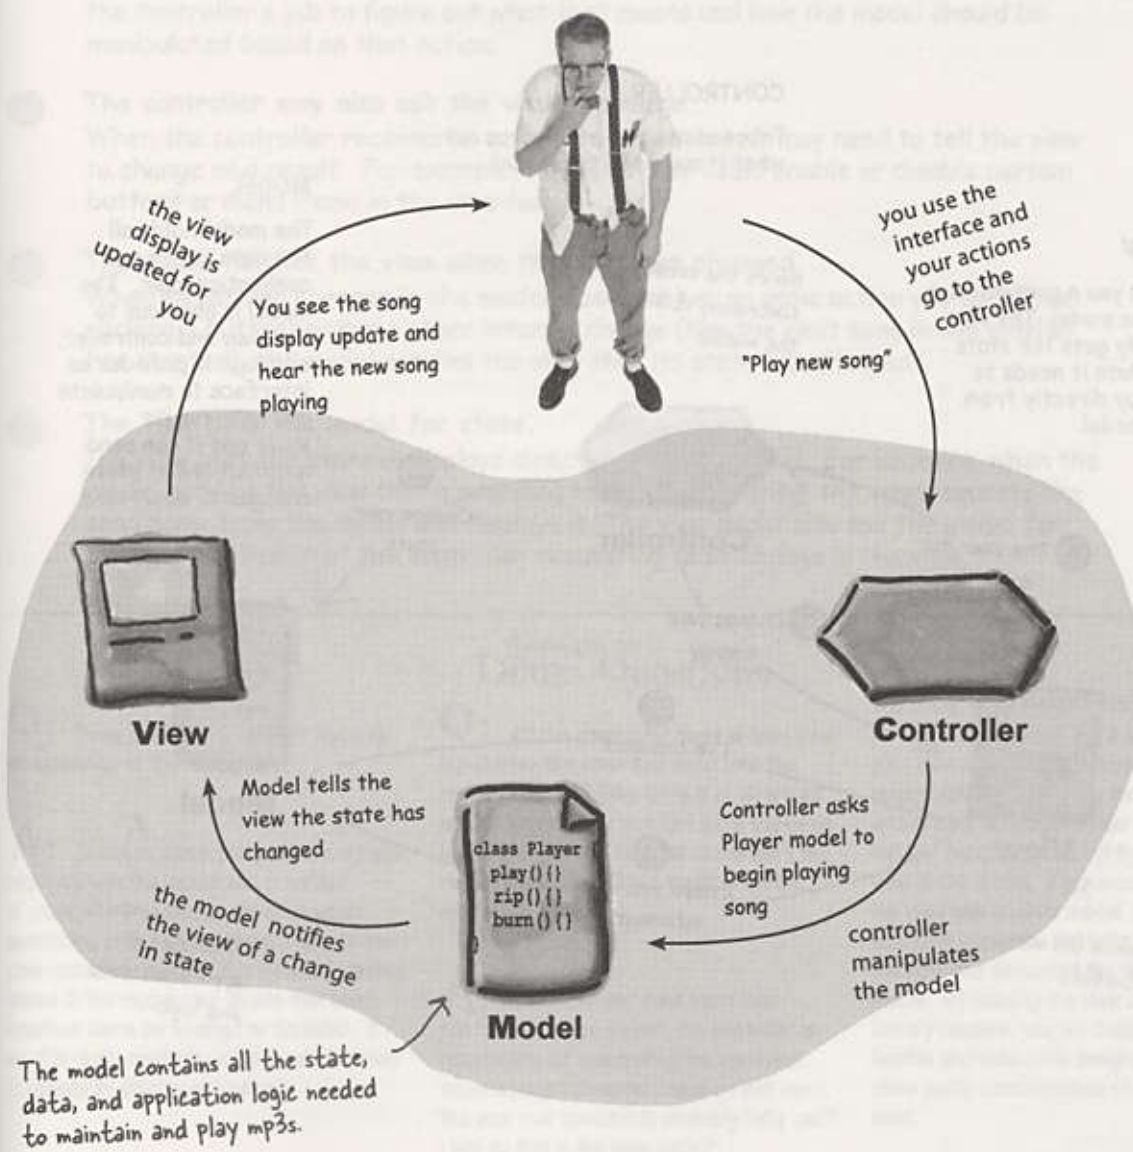 the view
display is
updated for
you
You see the song
display update and
hear the new song
playing
you use the
interface and
your actions
go to the
controller
"Play new song"
View
Controller
Model tells the
view the state has
changed
the model notifies
the view of a change
in state
class Player {
play(){}
rip(){}
burn(){}
}
Controller asks
Player model to
begin playing
song
controller
manipulates
the model
Model
The model contains all the state,
data, and application logic needed
to maintain and play mp3s.